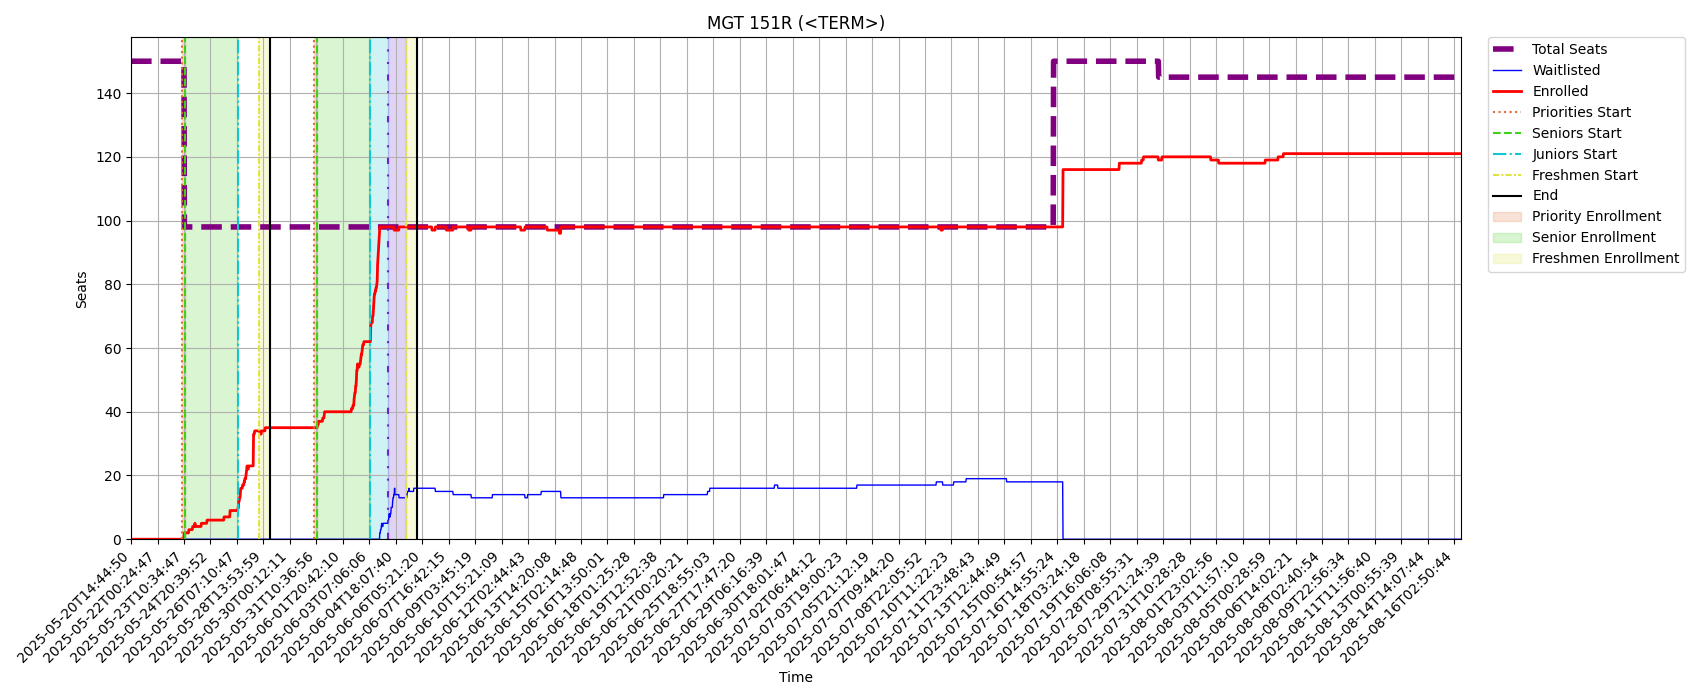 MGT 151R (<TERM>)
Total Seats
Waitlisted
Enrolled
Priorities Start
Seniors Start
Juniors Start
Freshmen Start
End
Priority Enrollment
Senior Enrollment
Freshmen Enrollment
Seats
140
120
100
80
60
40
20
0
2025-05-20T14:44:50
2025-05-22T00:24:47
2025-05-23T10:34:47
2025-05-24T20:39:52
2025-05-26T07:10:47
2025-05-28T13:53:59
2025-05-30T00:12:11
2025-05-31T10:36:56
2025-06-01T20:42:10
2025-06-03T07:06:06
2025-06-04T18:07:40
2025-06-06T05:21:20
2025-06-07T16:42:15
2025-06-09T03:45:19
2025-06-10T15:21:09
2025-06-12T02:44:43
2025-06-13T14:20:08
2025-06-15T02:14:48
2025-06-16T13:50:01
2025-06-18T01:25:28
2025-06-19T12:52:38
2025-06-21T00:20:21
2025-06-25T18:55:03
2025-06-27T17:47:20
2025-06-29T06:16:39
2025-06-30T18:01:47
2025-07-02T06:44:12
2025-07-03T19:00:23
2025-07-05T21:12:19
2025-07-07T09:44:20
2025-07-08T22:05:52
2025-07-10T11:22:23
2025-07-11T23:48:43
2025-07-13T12:44:49
2025-07-15T00:54:57
2025-07-16T14:55:24
2025-07-18T03:24:18
2025-07-19T16:06:08
2025-07-28T08:55:31
2025-07-29T21:24:39
2025-07-31T10:28:28
2025-08-01T23:02:56
2025-08-03T11:57:10
2025-08-05T00:28:59
2025-08-06T14:02:21
2025-08-08T02:40:54
2025-08-09T22:56:34
2025-08-11T11:56:40
2025-08-13T00:55:39
2025-08-14T14:07:44
2025-08-16T02:50:44
Time